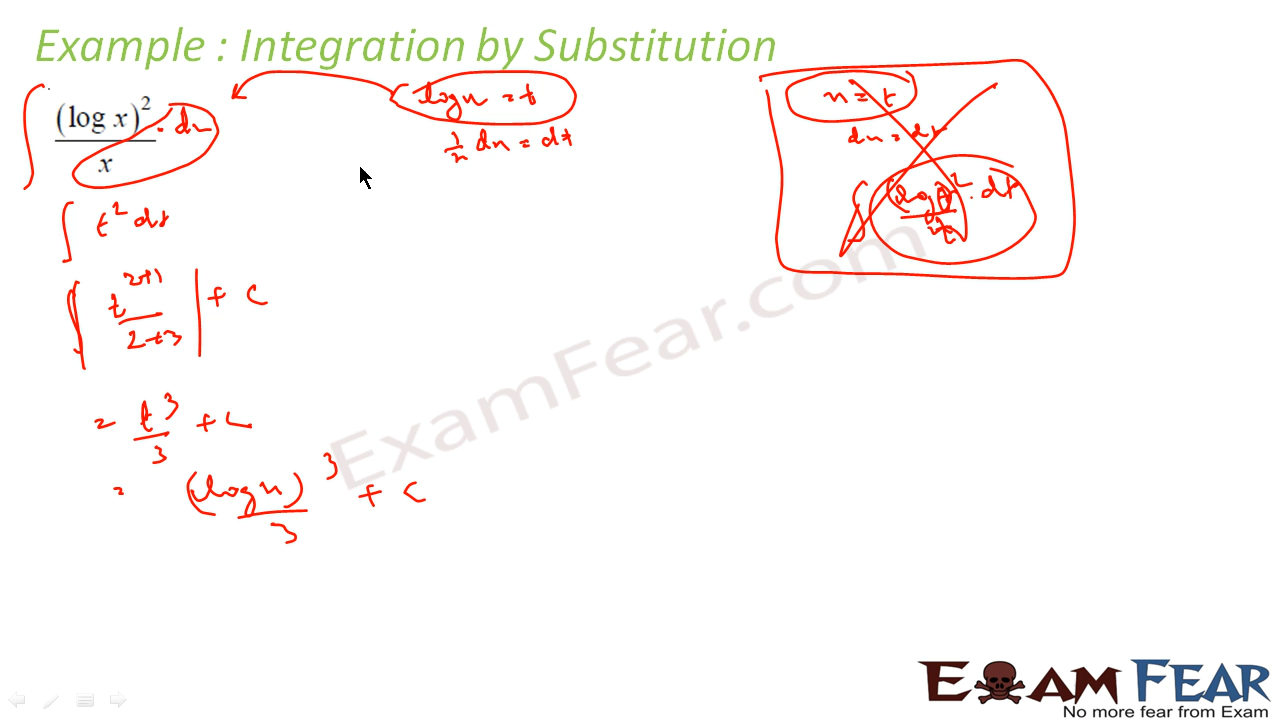 Example : Integration by Substitution
∫ (log x)² / x · dx
log x = t
1/x dx = dt
x = t
dx = dt
∫ (log t)² / t · dt
∫ t² dt
t^(2+1) / 2+3 + C
= t³/3 + C
= (log x)³ / 3 + C
ExamFear.com
EXAM FEAR
No more fear from Exam